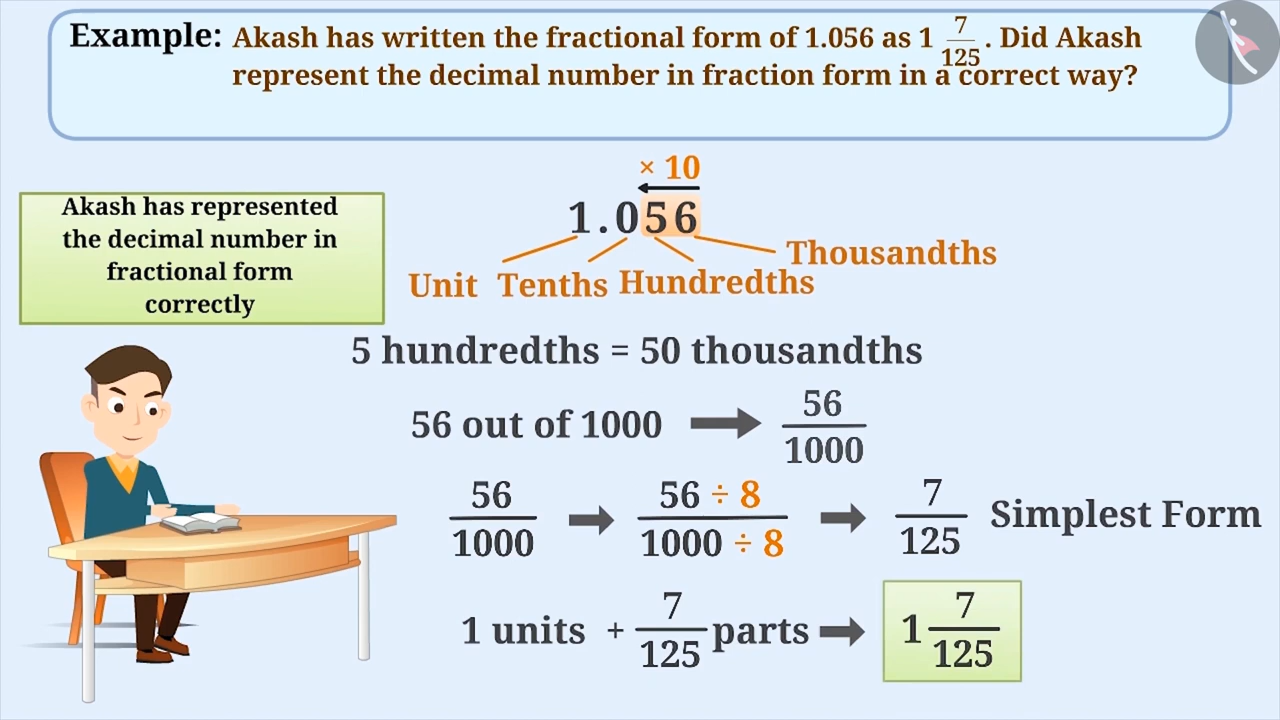 Example: Akash has written the fractional form of 1.056 as 1 7/125. Did Akash
represent the decimal number in fraction form in a correct way?
× 10
1.056
Unit Tenths Hundredths Thousandths
Akash has represented
the decimal number in
fractional form
correctly
5 hundredths = 50 thousandths
56 out of 1000 → 56/1000
56/1000 → 56 ÷ 8/1000 ÷ 8 → 7/125 Simplest Form
1 units + 7/125 parts → 1 7/125